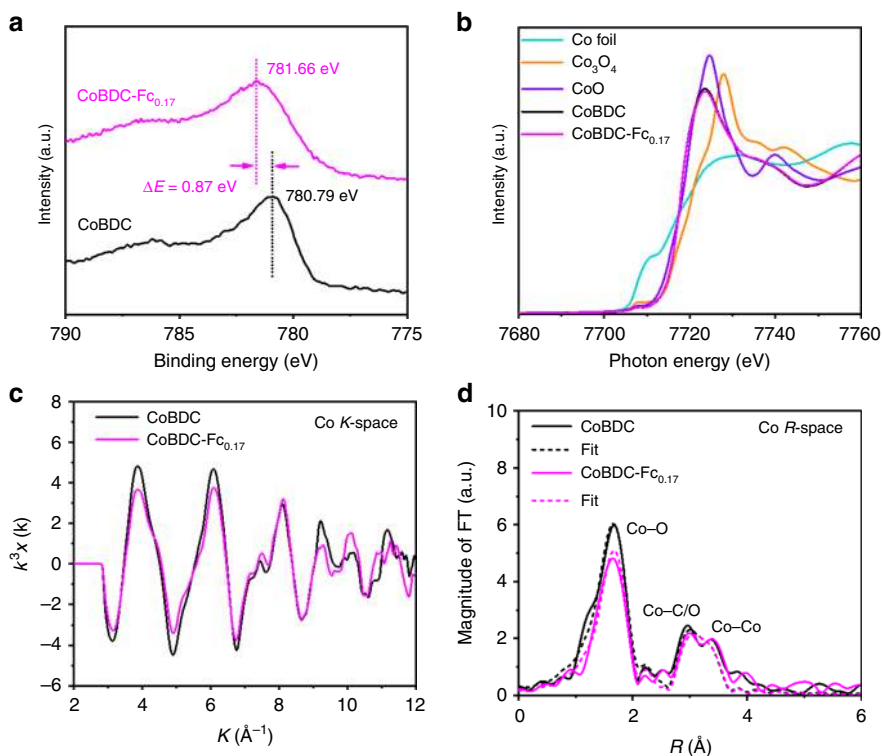 a
781.66 eV
CoBDC-Fc0.17
ΔE = 0.87 eV
780.79 eV
CoBDC
Intensity (a.u.)
790
785
780
775
Binding energy (eV)
b
Co foil
Co3O4
CoO
CoBDC
CoBDC-Fc0.17
Intensity (a.u.)
7680
7700
7720
7740
7760
Photon energy (eV)
c
CoBDC
CoBDC-Fc0.17
Co K-space
k³x (k)
8
6
4
2
0
−2
−4
−6
2
4
6
8
10
12
K (Å⁻¹)
d
CoBDC
Fit
CoBDC-Fc0.17
Fit
Co R-space
Co–O
Co–C/O
Co–Co
Magnitude of FT (a.u.)
10
8
6
4
2
0
0
2
4
6
R (Å)